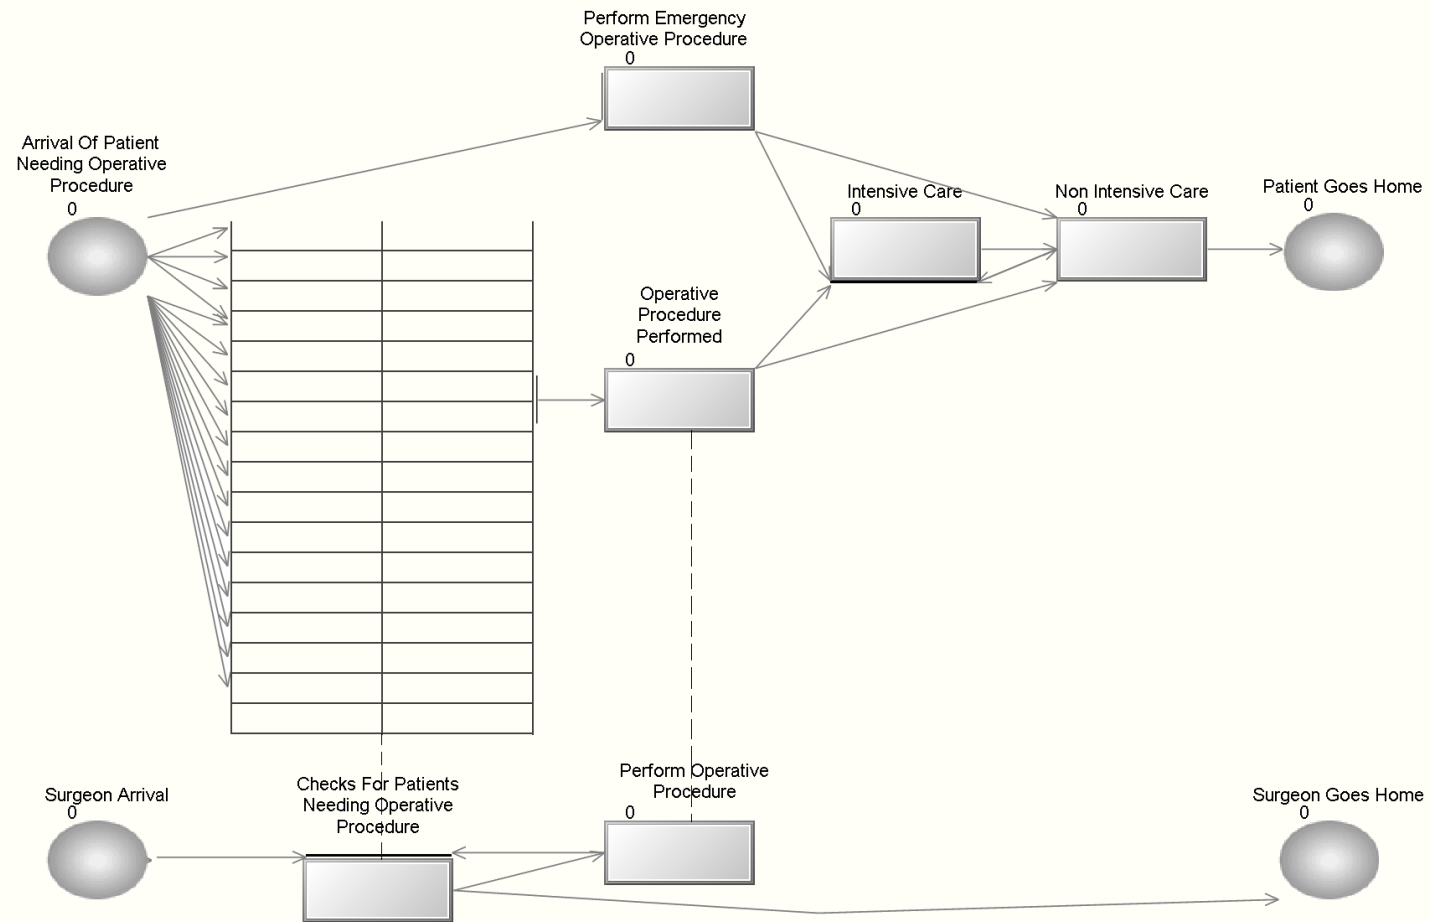 Perform Emergency
Operative Procedure
0
Arrival Of Patient
Needing Operative
Procedure
0
Intensive Care
0
Non Intensive Care
0
Patient Goes Home
0
Operative
Procedure
Performed
0
Surgeon Arrival
0
Checks For Patients
Needing Operative
Procedure
Perform Operative
Procedure
0
Surgeon Goes Home
0